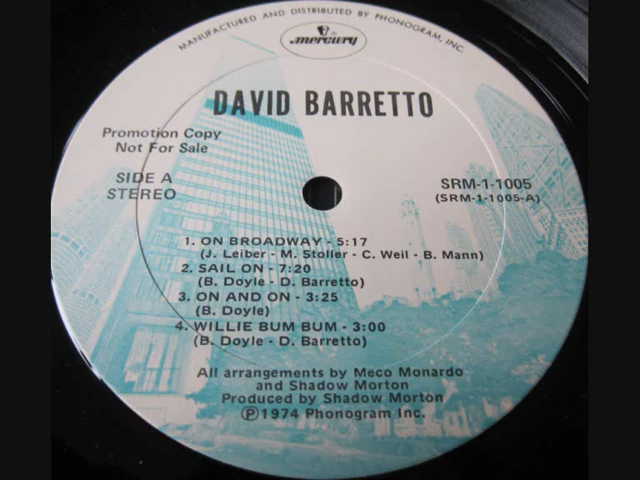 MANUFACTURED AND DISTRIBUTED BY PHONOGRAM, INC.
mercury
DAVID BARRETTO
Promotion Copy
Not For Sale
SIDE A
STEREO
SRM-1-1005
(SRM-1-1005-A)
1. ON BROADWAY - 5:17
(J. Leiber - M. Stoller - C. Weil - B. Mann)
2. SAIL ON - 7:20
(B. Doyle - D. Barretto)
3. ON AND ON - 3:25
(B. Doyle)
4. WILLIE BUM BUM - 3:00
(B. Doyle - D. Barretto)
All arrangements by Meco Monardo
and Shadow Morton
Produced by Shadow Morton
Ⓟ 1974 Phonogram Inc.